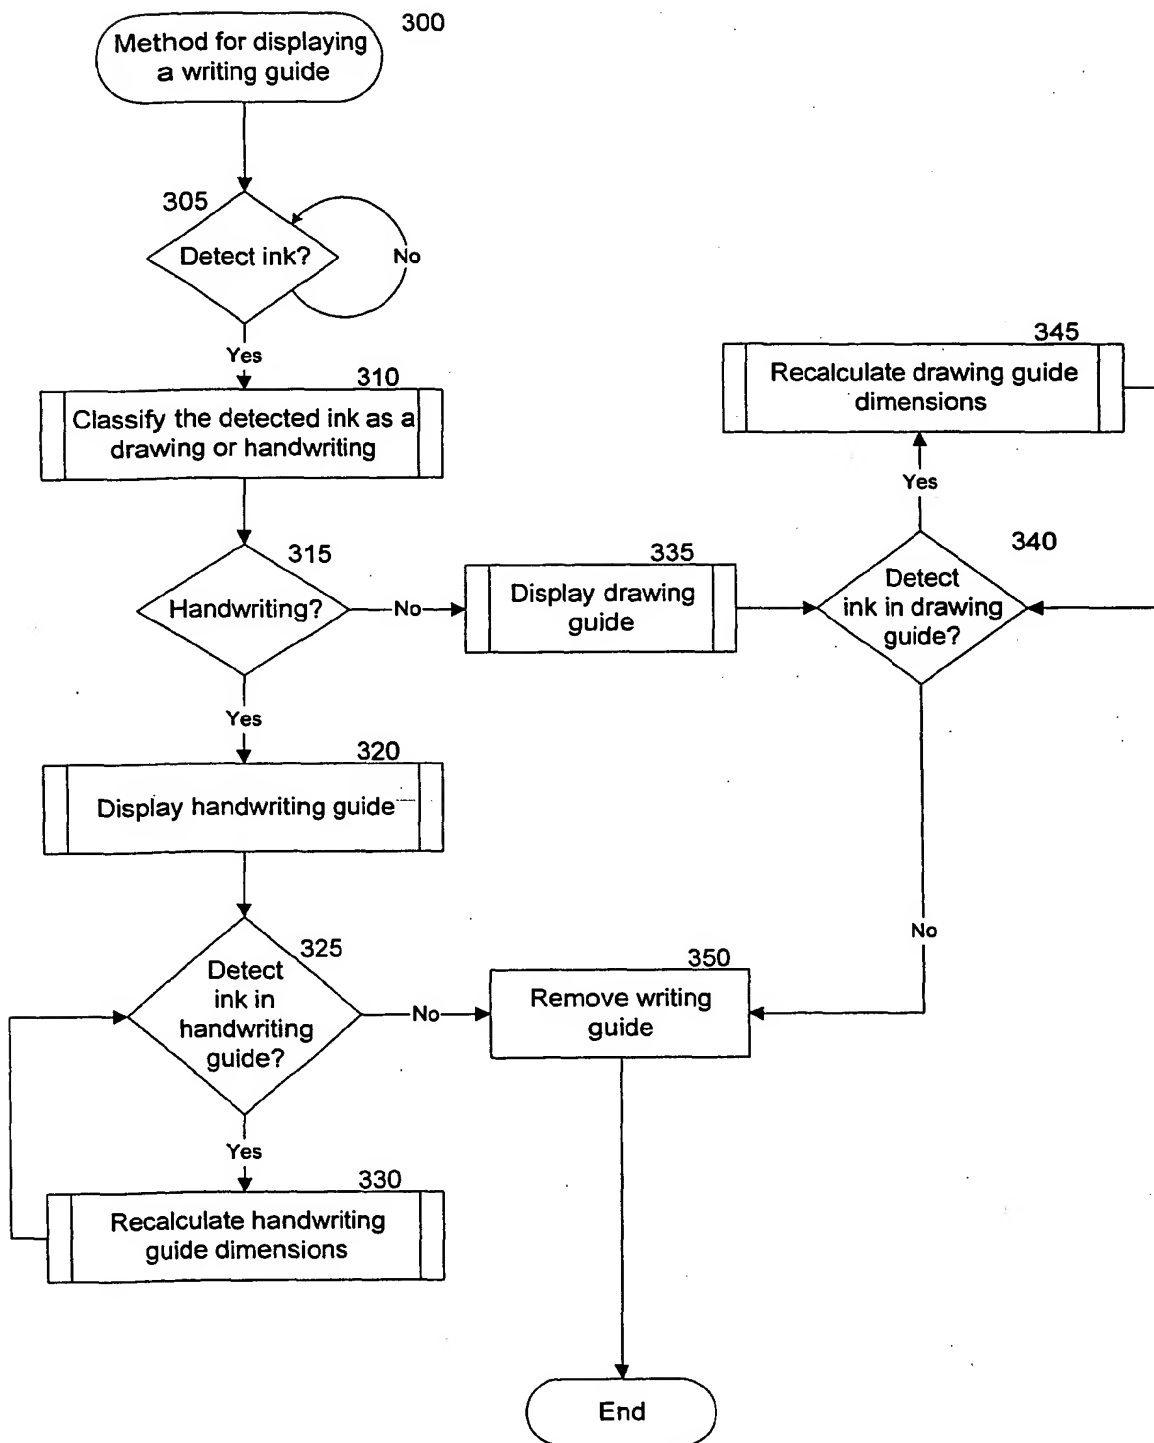 300
Method for displaying
a writing guide
305
Detect ink?
No
Yes
310
Classify the detected ink as a
drawing or handwriting
315
Handwriting?
No
335
Display drawing
guide
345
Recalculate drawing guide
dimensions
Yes
340
Detect
ink in drawing
guide?
No
Yes
320
Display handwriting guide
325
Detect
ink in
handwriting
guide?
No
350
Remove writing
guide
Yes
330
Recalculate handwriting
guide dimensions
End